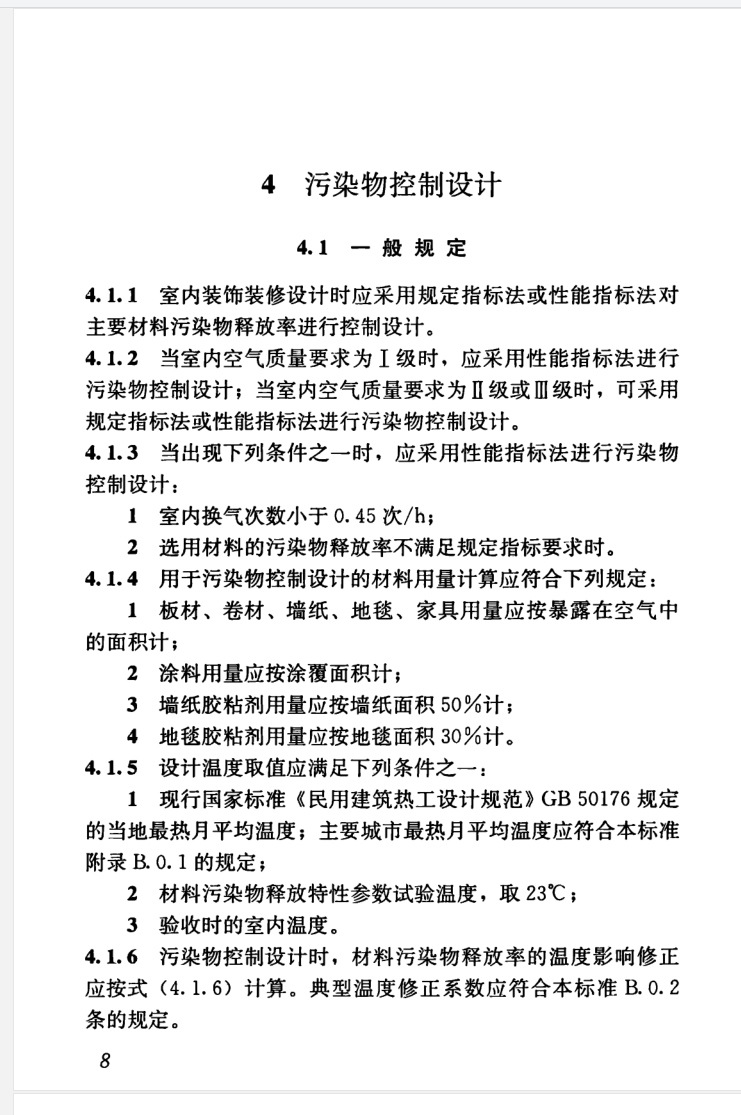 4 污染物控制设计
4.1 一般规定
4.1.1 室内装饰装修设计时应采用规定指标法或性能指标法对
主要材料污染物释放率进行控制设计。
4.1.2 当室内空气质量要求为Ⅰ级时，应采用性能指标法进行
污染物控制设计；当室内空气质量要求为Ⅱ级或Ⅲ级时，可采用
规定指标法或性能指标法进行污染物控制设计。
4.1.3 当出现下列条件之一时，应采用性能指标法进行污染物
控制设计：
1 室内换气次数小于0.45次/h；
2 选用材料的污染物释放率不满足规定指标要求时。
4.1.4 用于污染物控制设计的材料用量计算应符合下列规定：
1 板材、卷材、墙纸、地毯、家具用量应按暴露在空气中
的面积计；
2 涂料用量应按涂覆面积计；
3 墙纸胶粘剂用量应按墙纸面积50%计；
4 地毯胶粘剂用量应按地毯面积30%计。
4.1.5 设计温度取值应满足下列条件之一：
1 现行国家标准《民用建筑热工设计规范》GB 50176规定
的当地最热月平均温度；主要城市最热月平均温度应符合本标准
附录B.0.1的规定；
2 材料污染物释放特性参数试验温度，取23℃；
3 验收时的室内温度。
4.1.6 污染物控制设计时，材料污染物释放率的温度影响修正
应按式（4.1.6）计算。典型温度修正系数应符合本标准B.0.2
条的规定。
8